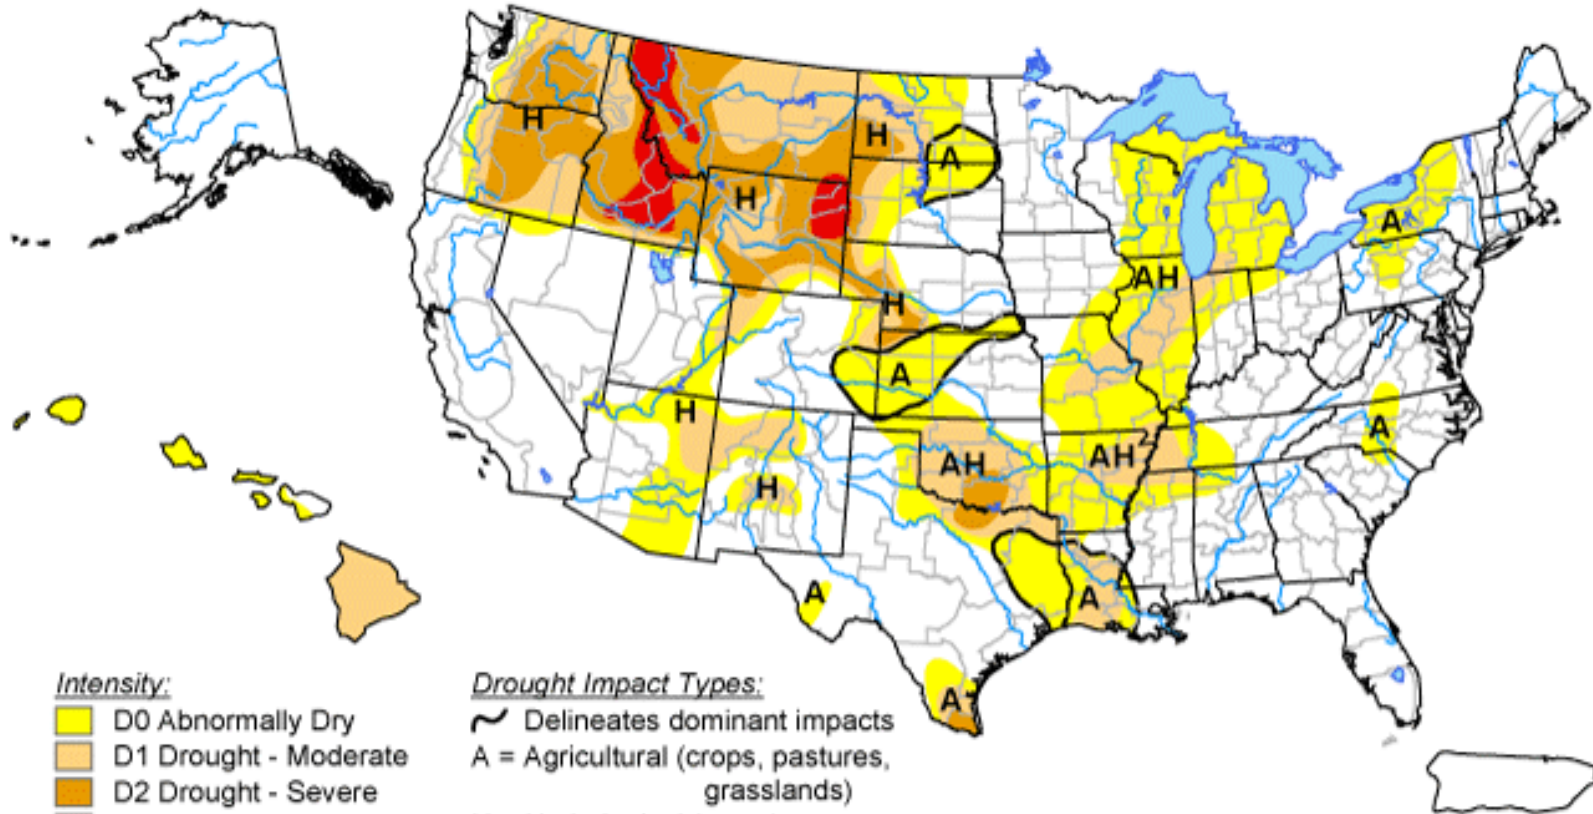 H
H
A
H
A
AH
H
A
H
A
AH
AH
H
A
A
A
Intensity:
D0 Abnormally Dry
D1 Drought - Moderate
D2 Drought - Severe
Drought Impact Types:
Delineates dominant impacts
A = Agricultural (crops, pastures,
grasslands)